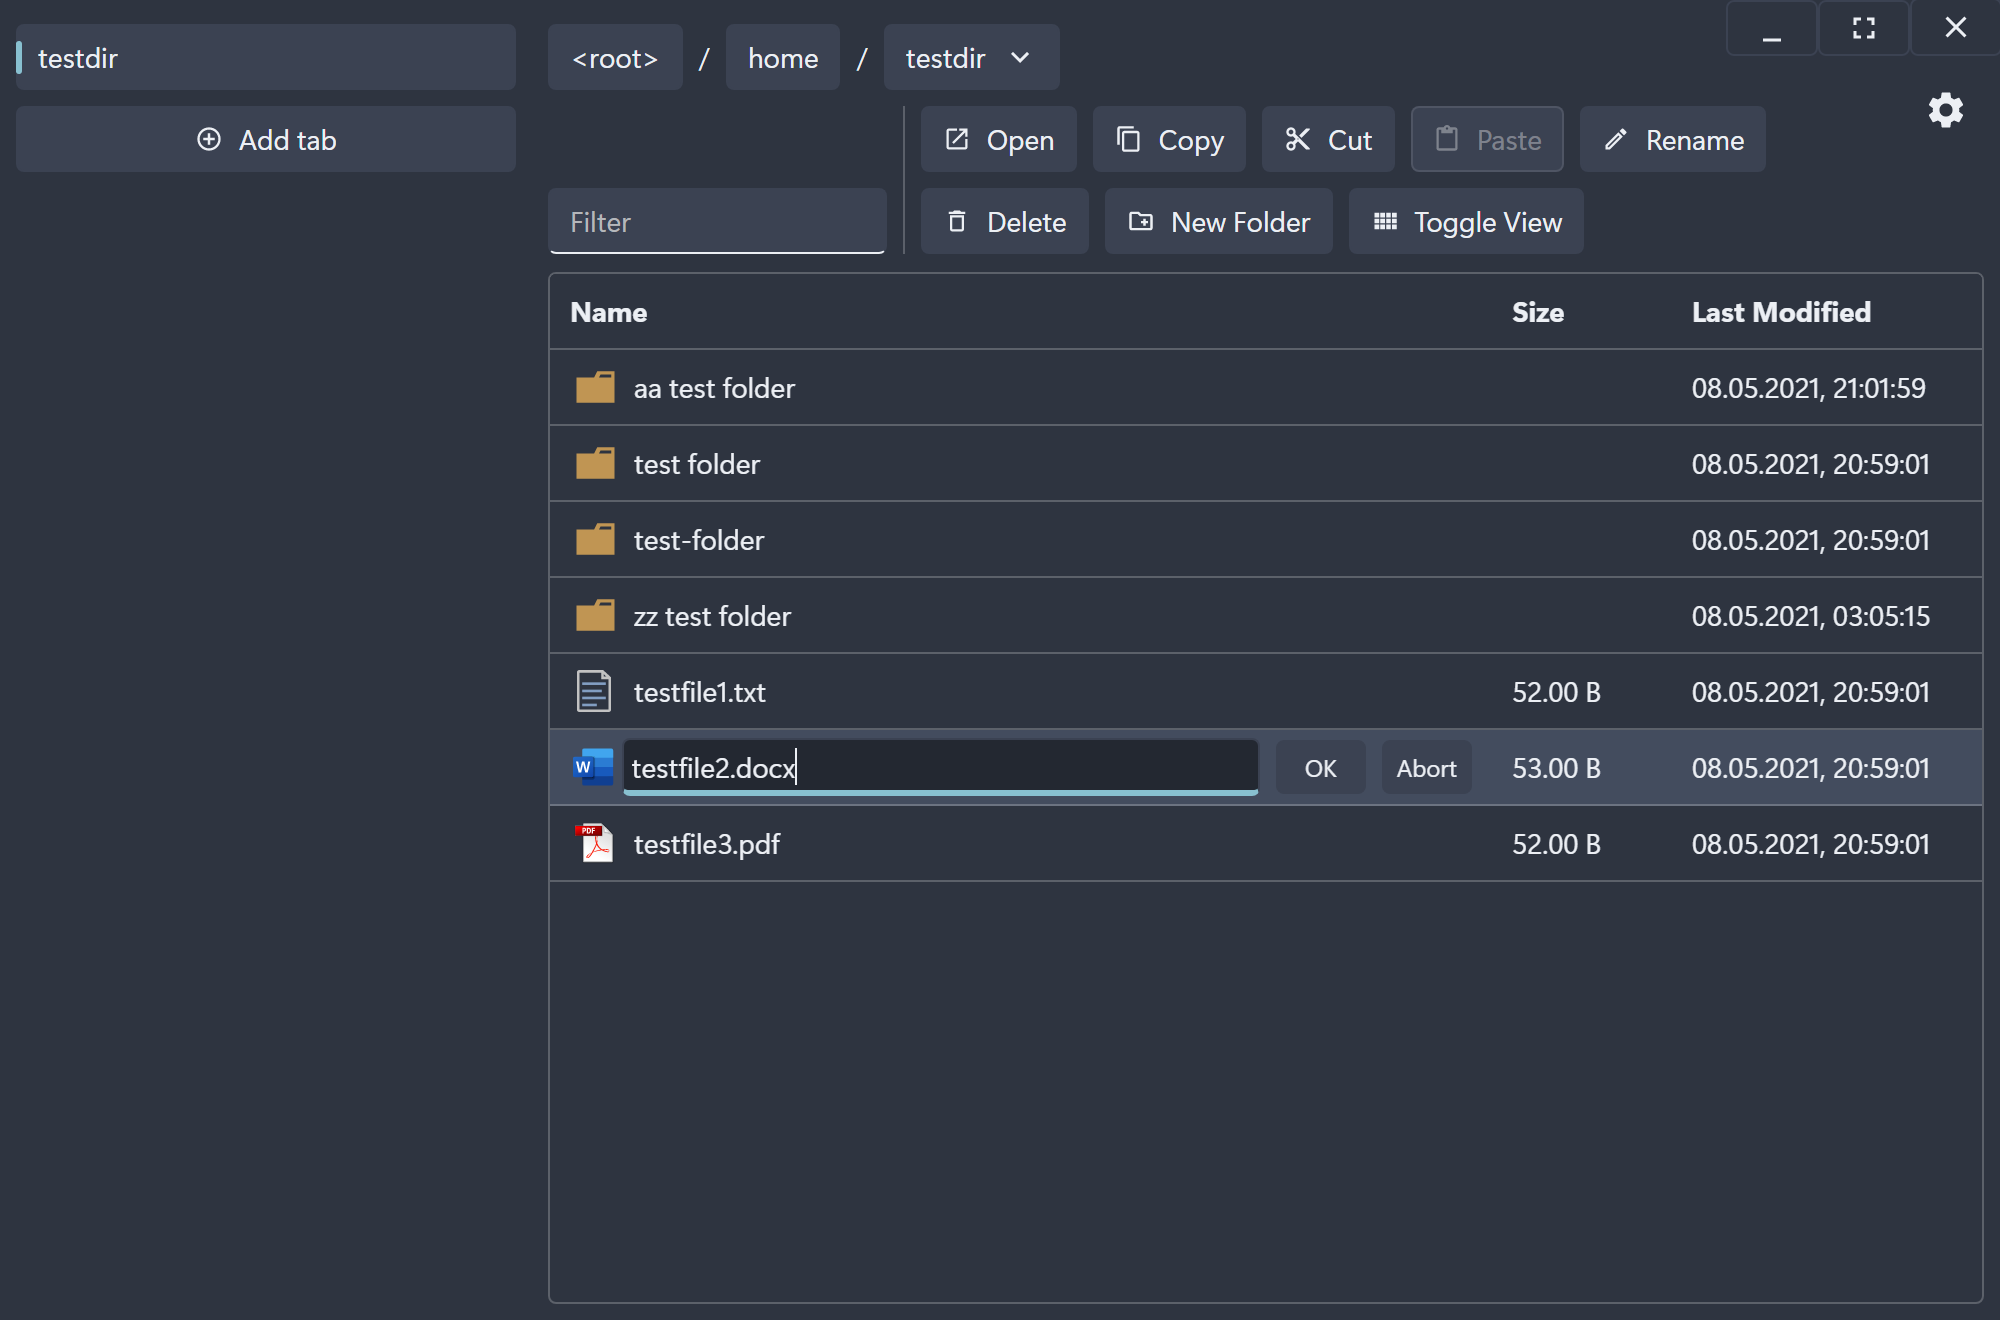 testdir
Add tab
<root> / home / testdir
Open Copy Cut Paste Rename
Filter Delete New Folder Toggle View
Name Size Last Modified
aa test folder 08.05.2021, 21:01:59
test folder 08.05.2021, 20:59:01
test-folder 08.05.2021, 20:59:01
zz test folder 08.05.2021, 03:05:15
testfile1.txt 52.00 B 08.05.2021, 20:59:01
W testfile2.docx OK Abort 53.00 B 08.05.2021, 20:59:01
PDF testfile3.pdf 52.00 B 08.05.2021, 20:59:01